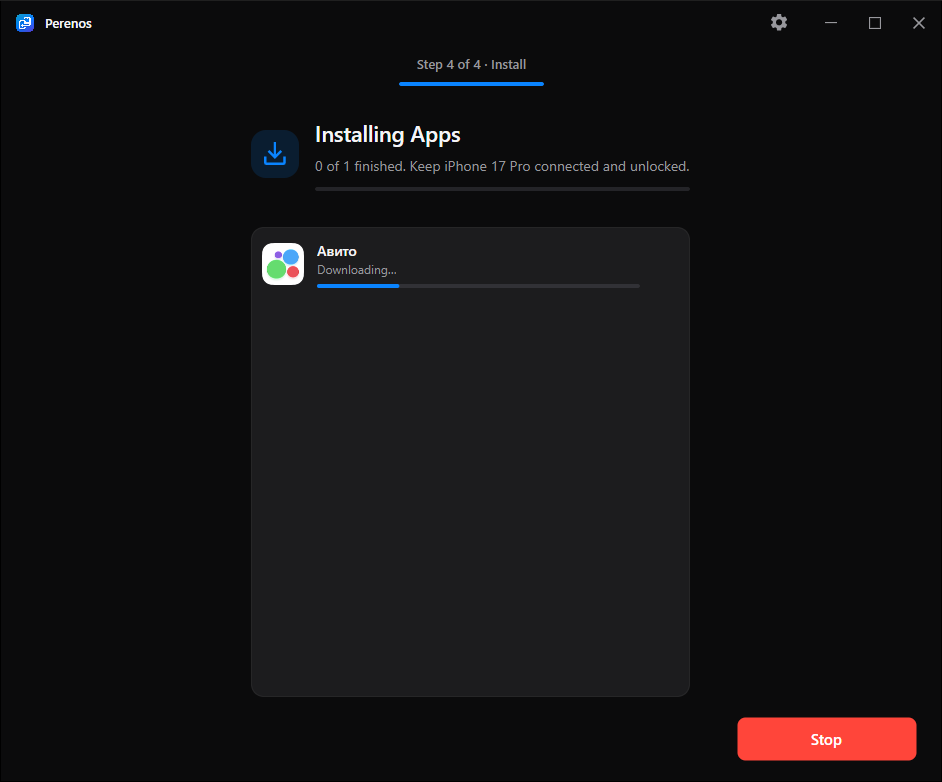 Perenos
Step 4 of 4 · Install
Installing Apps
0 of 1 finished. Keep iPhone 17 Pro connected and unlocked.
Авито
Downloading...
Stop